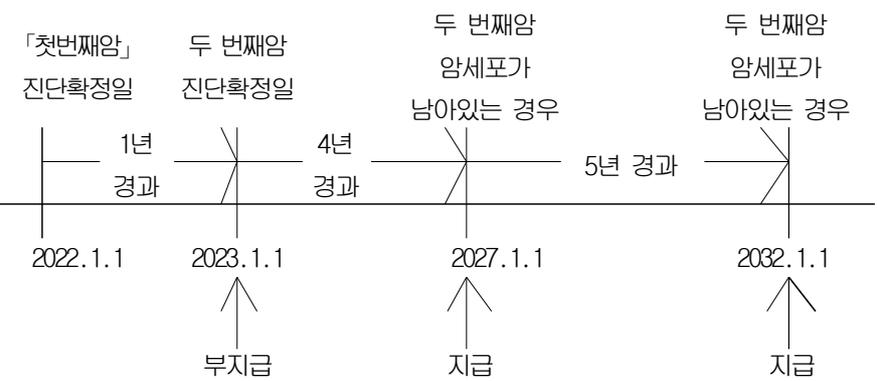 「첫번째암」
진단확정일
두 번째암
진단확정일
두 번째암
암세포가
남아있는 경우
두 번째암
암세포가
남아있는 경우
1년
경과
4년
경과
5년 경과
2022.1.1
2023.1.1
2027.1.1
2032.1.1
부지급
지급
지급